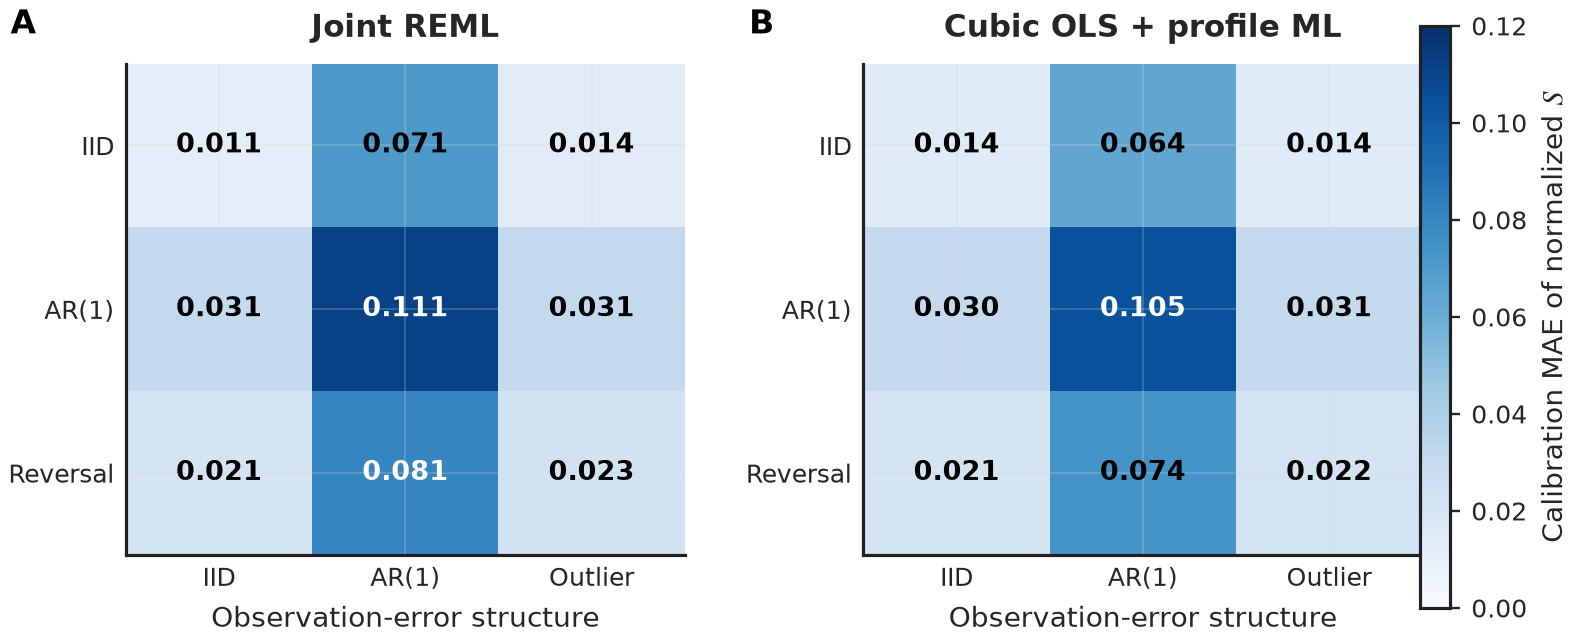 A
Joint REML
IID
0.011 0.071 0.014
AR(1)
0.031 0.111 0.031
Reversal
0.021 0.081 0.023
IID AR(1) Outlier
Observation-error structure
B
Cubic OLS + profile ML
IID
0.014 0.064 0.014
AR(1)
0.030 0.105 0.031
Reversal
0.021 0.074 0.022
IID AR(1) Outlier
Observation-error structure
0.12
0.10
0.08
0.06
0.04
0.02
0.00
Calibration MAE of normalized S